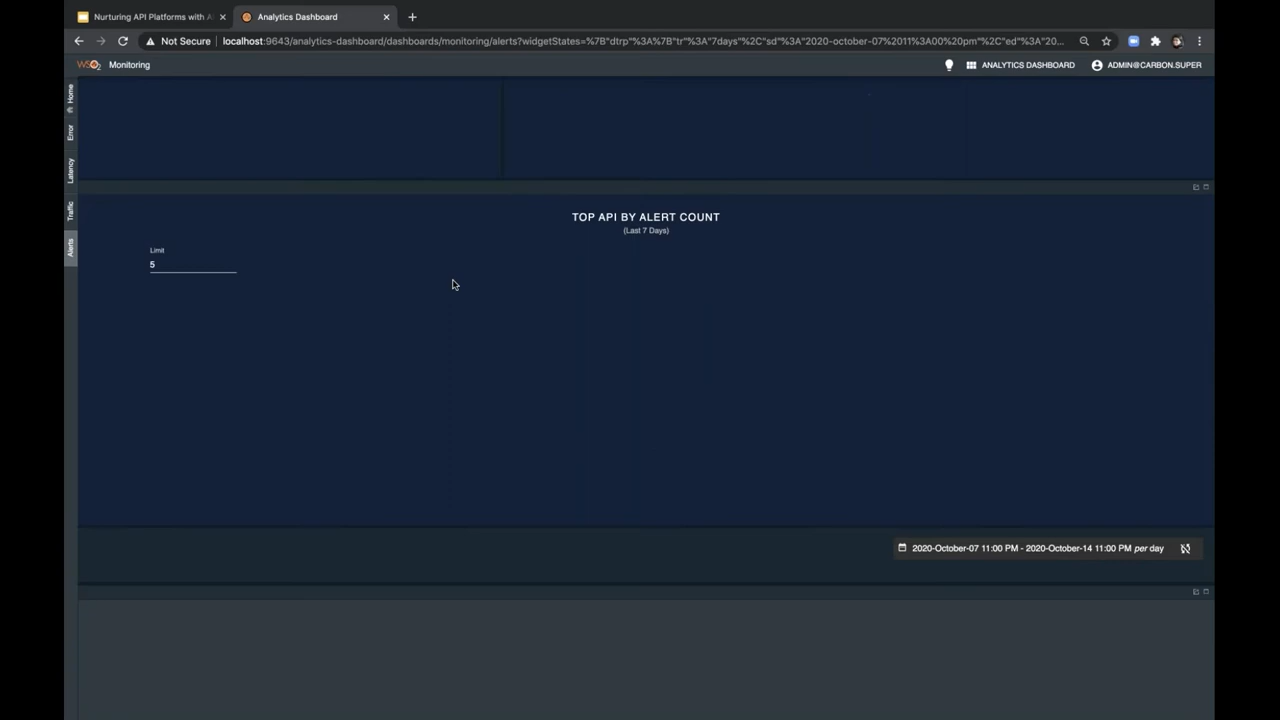 Nurturing API Platforms with A
Analytics Dashboard
Not Secure
localhost:9643/analytics-dashboard/dashboards/monitoring/alerts?widgetStates=%7B"dtrp"%3A%7B"tr"%3A"7days"%2C"sd"%3A"2020-october-07%2011%3A00%20pm"%2C"ed"%3A"20...
WSO2 Monitoring
ANALYTICS DASHBOARD
ADMIN@CARBON.SUPER
Home
Error
Latency
Traffic
Alerts
TOP API BY ALERT COUNT
(Last 7 Days)
Limit
5
2020-October-07 11:00 PM - 2020-October-14 11:00 PM per day